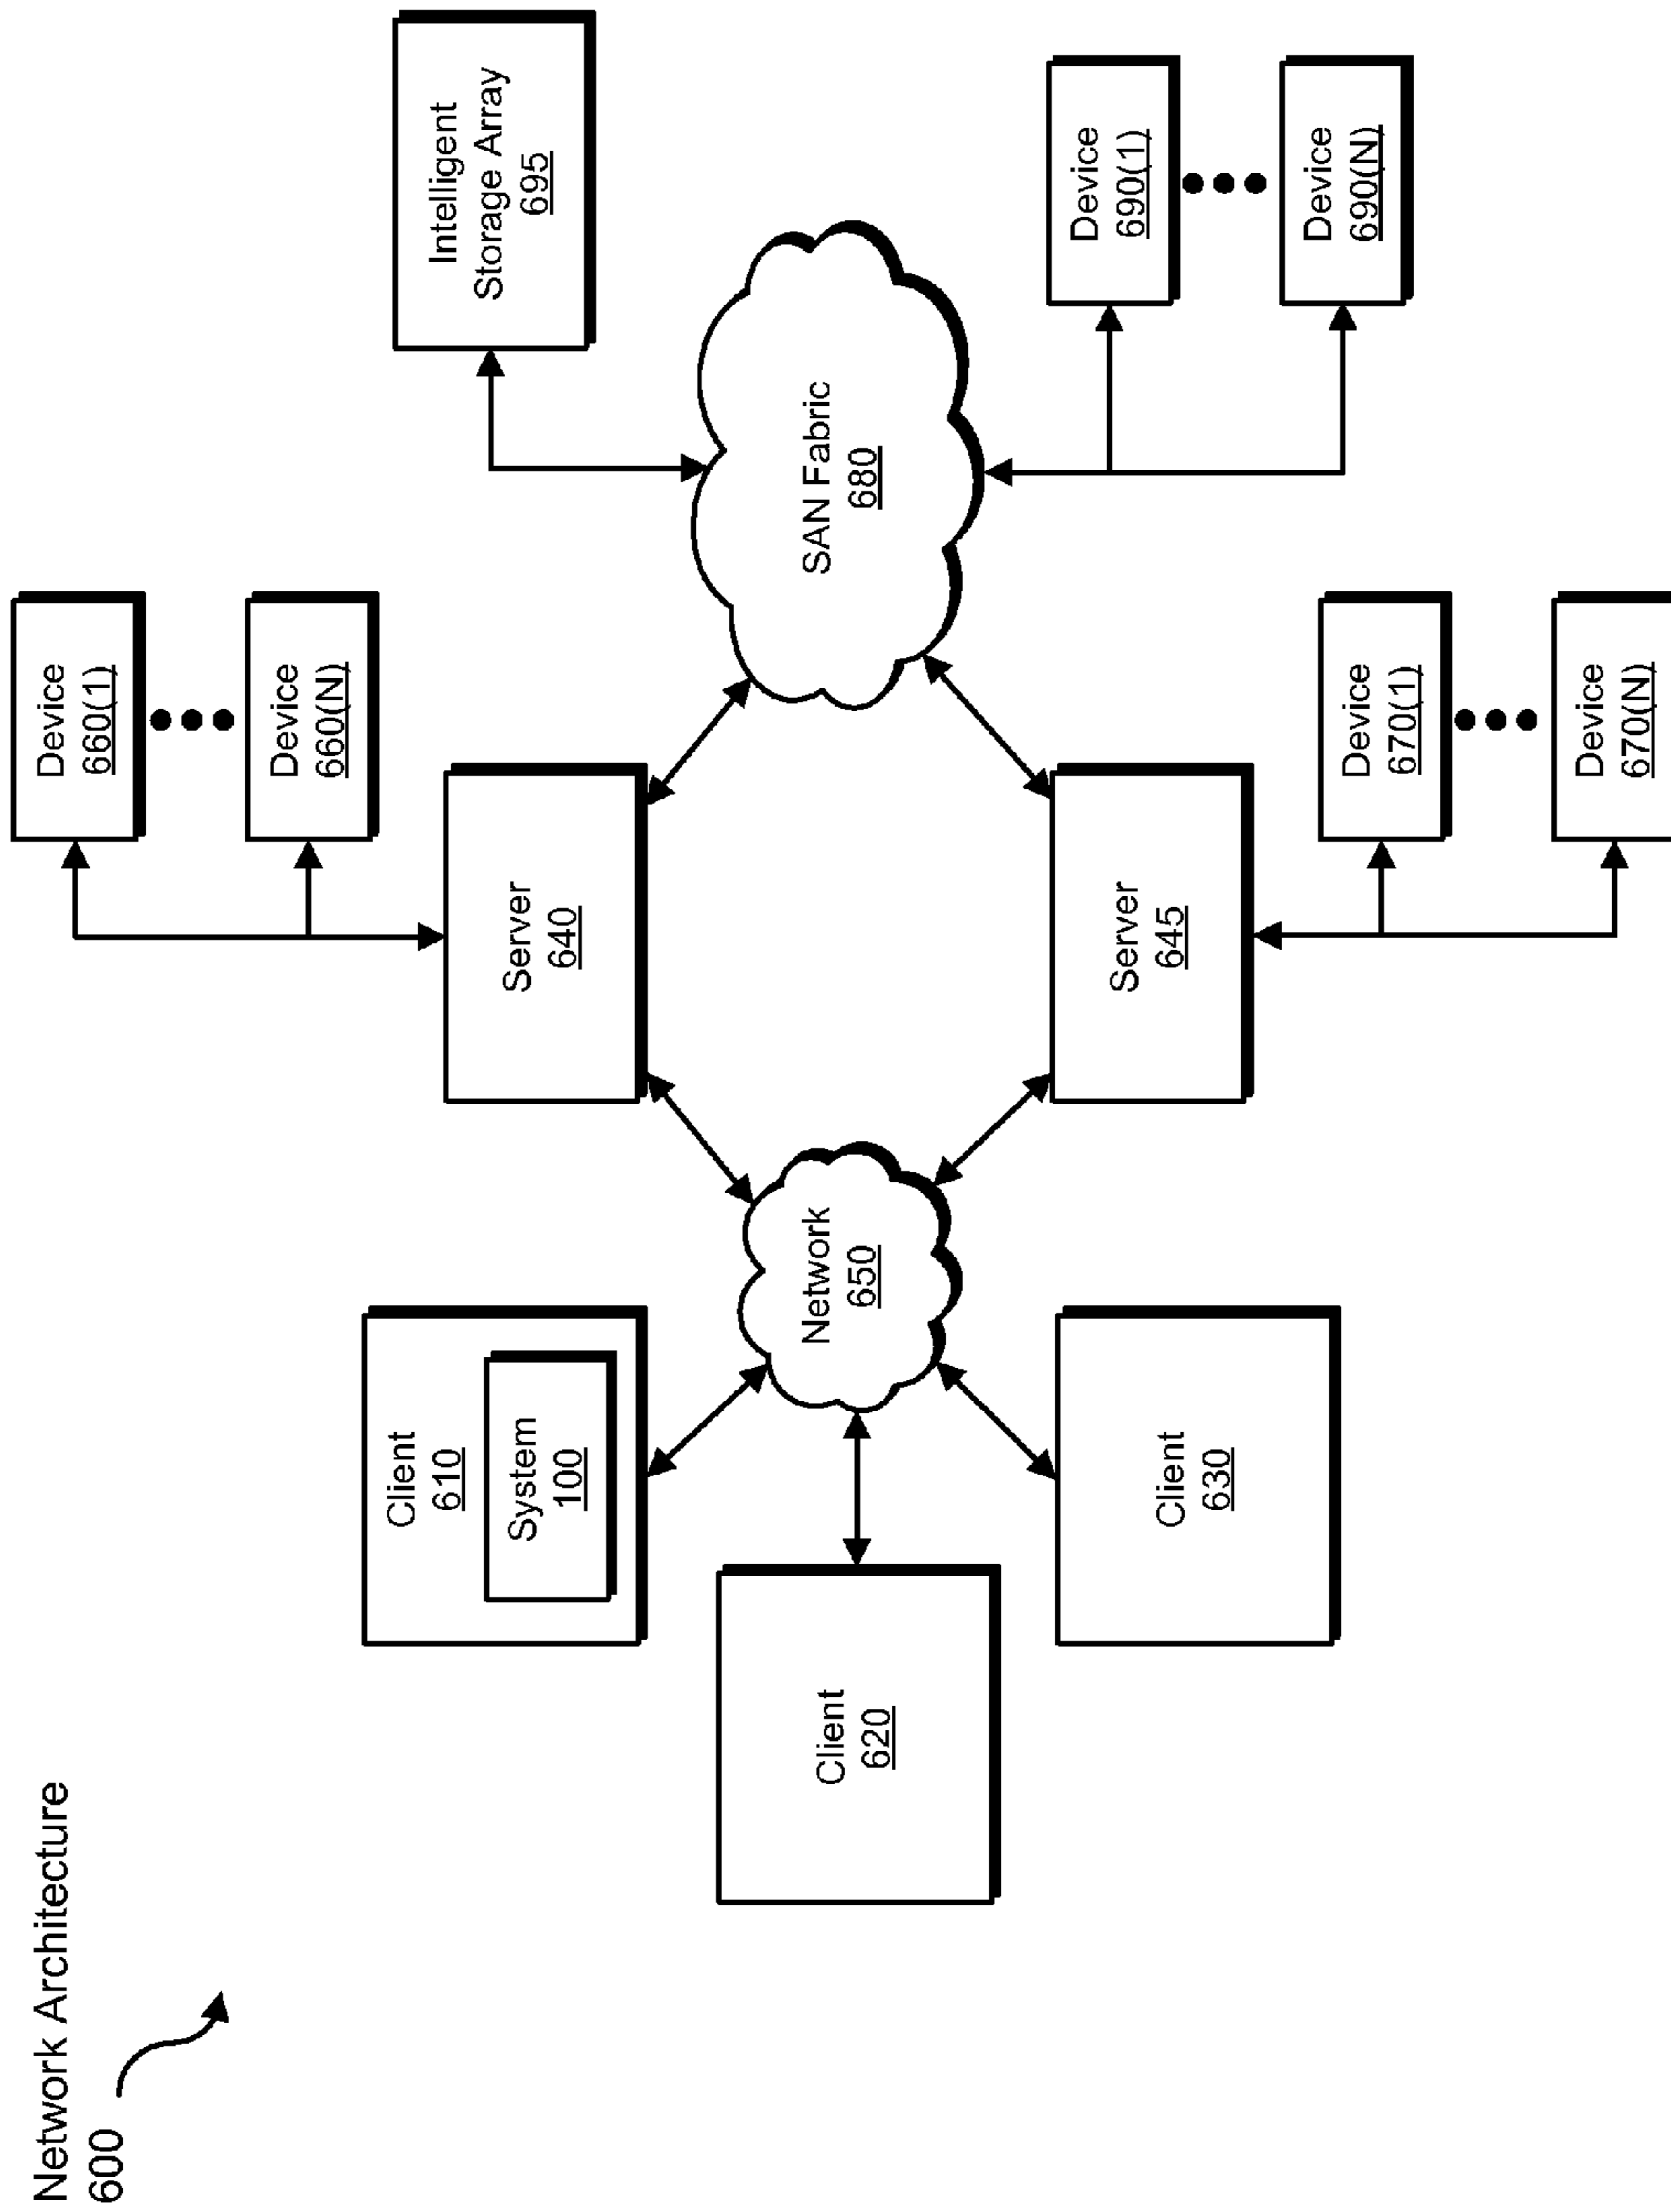 Network Architecture
600
Client
610
System
100
Client
620
Client
630
Network
650
Server
640
Server
645
Device
660(1)
Device
660(N)
Device
670(1)
Device
670(N)
SAN Fabric
680
Intelligent
Storage Array
695
Device
690(1)
Device
690(N)